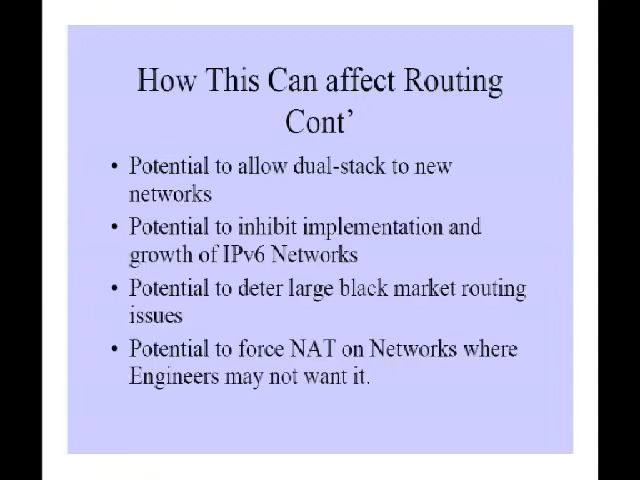 How This Can affect Routing
Cont’
• Potential to allow dual-stack to new
networks
• Potential to inhibit implementation and
growth of IPv6 Networks
• Potential to deter large black market routing
issues
• Potential to force NAT on Networks where
Engineers may not want it.